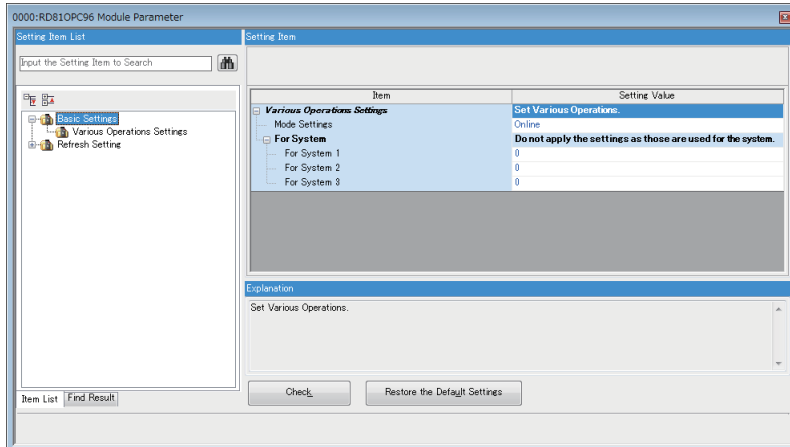 0000:RD81OPC96 Module Parameter
Setting Item List
Input the Setting Item to Search
Basic Settings
Various Operations Settings
Refresh Setting
Item List
Find Result
Setting Item
Item
Setting Value
Various Operations Settings
Set Various Operations.
Mode Settings
Online
For System
Do not apply the settings as those are used for the system.
For System 1
0
For System 2
0
For System 3
0
Explanation
Set Various Operations.
Check
Restore the Default Settings